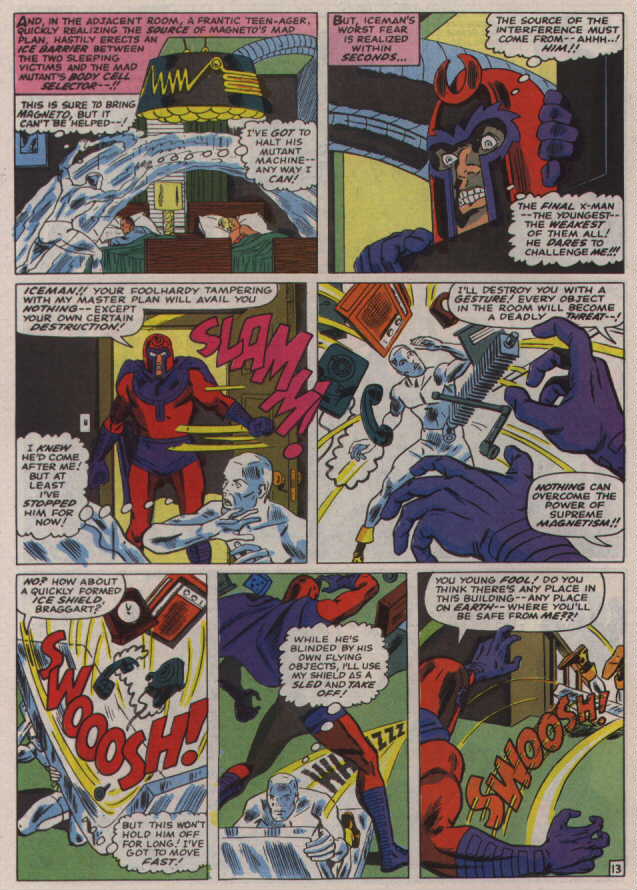 AND, IN THE ADJACENT ROOM, A FRANTIC TEEN-AGER,
QUICKLY REALIZING THE SOURCE OF MAGNETO'S MAD
PLAN, HASTILY ERECTS AN
ICE BARRIER BETWEEN
THE TWO SLEEPING
VICTIMS AND THE MAD
MUTANT'S BODY CELL
SELECTOR--!!
THIS IS SURE TO BRING
MAGNETO, BUT IT
CAN'T BE HELPED--!
I'VE GOT TO
HALT HIS
MUTANT
MACHINE--
ANY WAY I
CAN!
BUT, ICEMAN'S
WORST FEAR
IS REALIZED
WITHIN
SECONDS...
THE SOURCE OF THE
INTERFERENCE MUST
COME FROM--AHHH..!
HIM!!
THE FINAL X-MAN
--THE YOUNGEST--
THE WEAKEST
OF THEM ALL!
HE DARES TO
CHALLENGE ME!!!
ICEMAN!! YOUR FOOLHARDY TAMPERING
WITH MY MASTER PLAN WILL AVAIL YOU
NOTHING--EXCEPT
YOUR OWN CERTAIN
DESTRUCTION!
SLAMM!
I KNEW
HE'D COME
AFTER ME!
BUT AT
LEAST
I'VE
STOPPED
HIM FOR
NOW!
I'LL DESTROY YOU WITH A
GESTURE! EVERY OBJECT
IN THE ROOM WILL BECOME
A DEADLY THREAT--!
NOTHING CAN
OVERCOME THE
POWER OF
SUPREME
MAGNETISM!!
NO? HOW ABOUT
A QUICKLY FORMED
ICE SHIELD,
BRAGGART?
SWOOOSH!
BUT THIS WON'T
HOLD HIM OFF
FOR LONG! I'VE
GOT TO MOVE
FAST!
WHILE HE'S
BLINDED BY HIS
OWN FLYING
OBJECTS, I'LL USE
MY SHIELD AS A
SLED AND TAKE
OFF!
YOU YOUNG FOOL! DO YOU
THINK THERE'S ANY PLACE IN
THIS BUILDING--ANY PLACE
ON EARTH--WHERE YOU'LL
BE SAFE FROM ME??!
SWOOSH!
13